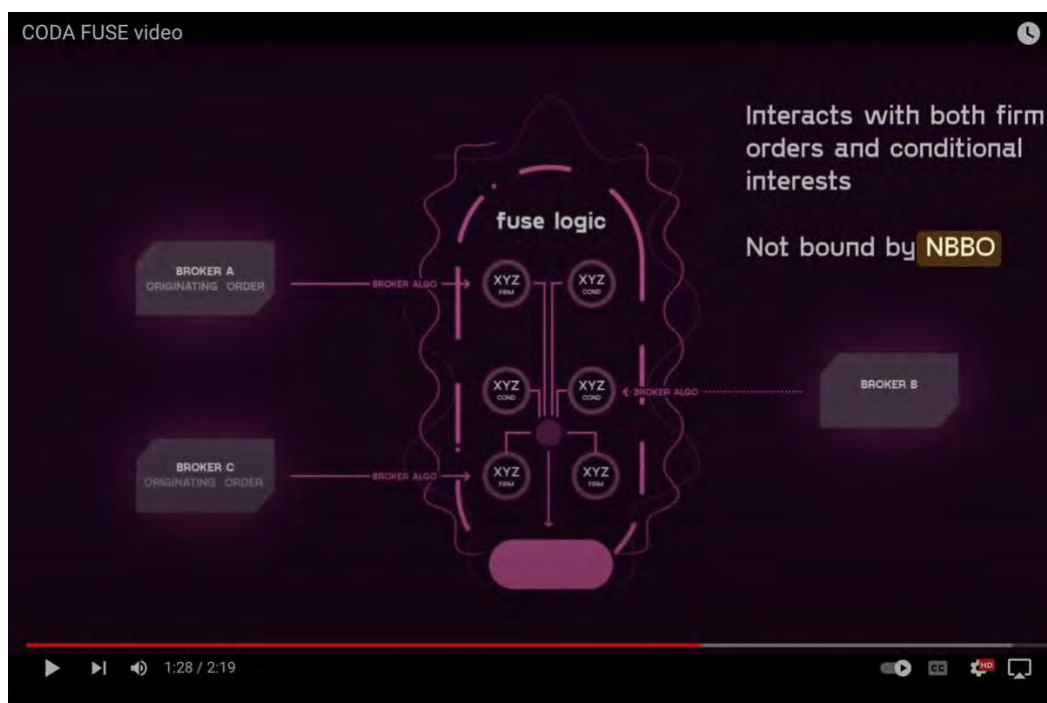 CODA FUSE video
Interacts with both firm
orders and conditional
interests
Not bound by NBBO
fuse logic
BROKER A
ORIGINATING ORDER
BROKER ALGO
XYZ
FIRM
XYZ
COND
XYZ
COND
XYZ
COND
BROKER ALGO
BROKER B
BROKER C
ORIGINATING ORDER
BROKER ALGO
XYZ
FIRM
XYZ
FIRM
1:28 / 2:19
CC
HD